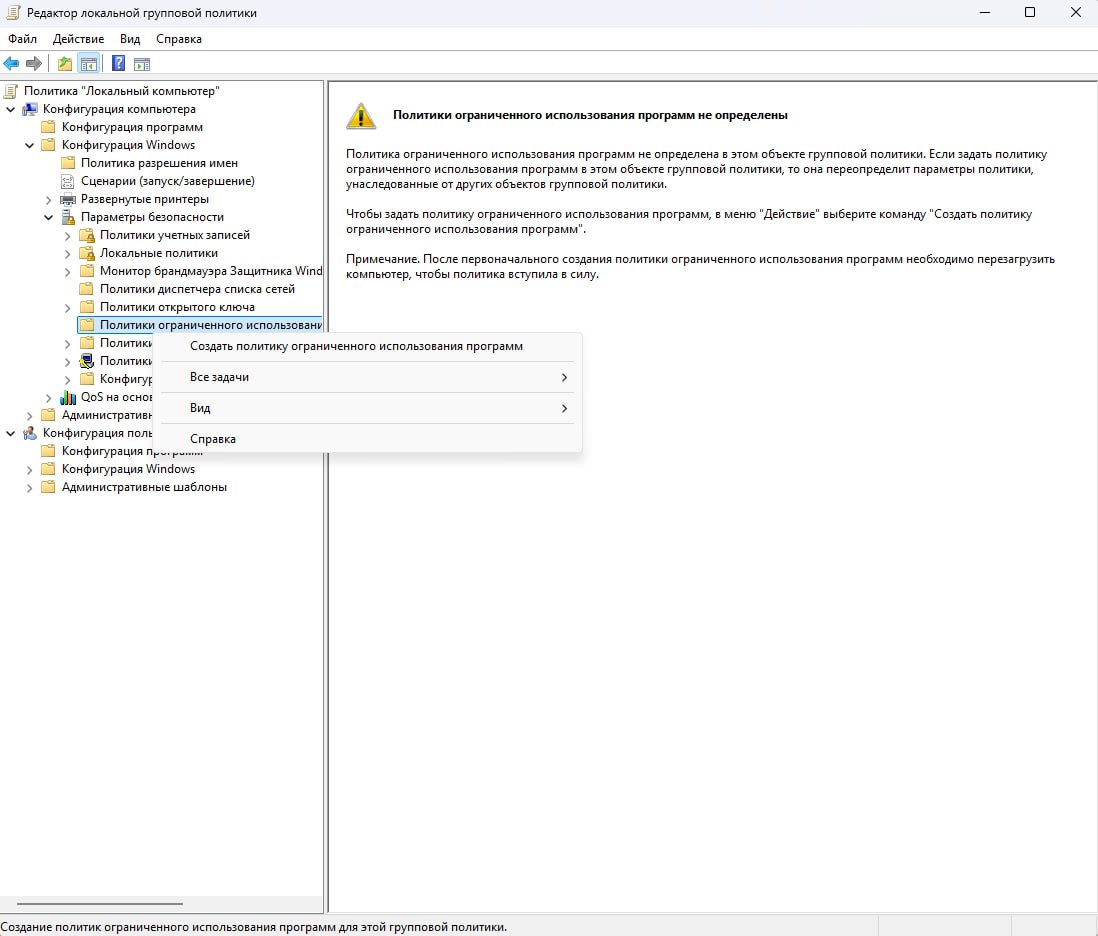 Редактор локальной групповой политики
Файл Действие Вид Справка
Политика "Локальный компьютер"
Конфигурация компьютера
Конфигурация программ
Конфигурация Windows
Политика разрешения имен
Сценарии (запуск/завершение)
Развернутые принтеры
Параметры безопасности
Политики учетных записей
Локальные политики
Монитор брандмауэра Защитника Wind
Политики диспетчера списка сетей
Политики открытого ключа
Политики ограниченного использовани
Политики
Политики
Конфигур
QoS на основ
Административн
Конфигурация поль
Конфигурация программ
Конфигурация Windows
Административные шаблоны
Создать политику ограниченного использования программ
Все задачи
Вид
Справка
Политики ограниченного использования программ не определены
Политика ограниченного использования программ не определена в этом объекте групповой политики. Если задать политику
ограниченного использования программ в этом объекте групповой политики, то она переопределит параметры политики,
унаследованные от других объектов групповой политики.
Чтобы задать политику ограниченного использования программ, в меню "Действие" выберите команду "Создать политику
ограниченного использования программ".
Примечание. После первоначального создания политики ограниченного использования программ необходимо перезагрузить
компьютер, чтобы политика вступила в силу.
Создание политик ограниченного использования программ для этой групповой политики.